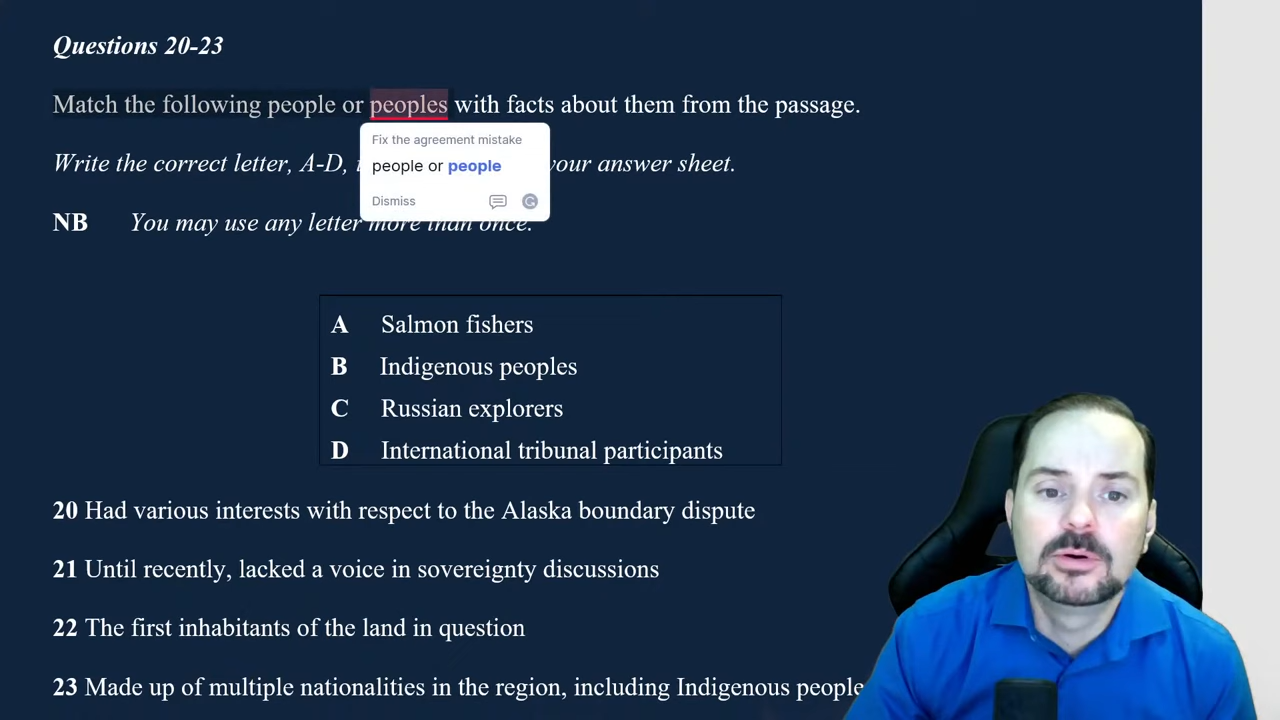 Questions 20-23
Match the following people or peoples with facts about them from the passage.
Fix the agreement mistake
people or people
Dismiss
Write the correct letter, A-D, your answer sheet.
NB You may use any letter more than once.
A Salmon fishers
B Indigenous peoples
C Russian explorers
D International tribunal participants
20 Had various interests with respect to the Alaska boundary dispute
21 Until recently, lacked a voice in sovereignty discussions
22 The first inhabitants of the land in question
23 Made up of multiple nationalities in the region, including Indigenous people